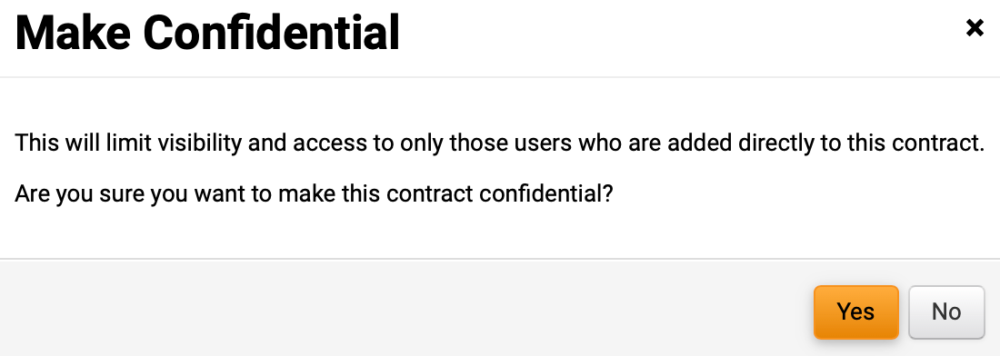 Make Confidential
This will limit visibility and access to only those users who are added directly to this contract.
Are you sure you want to make this contract confidential?
Yes
No